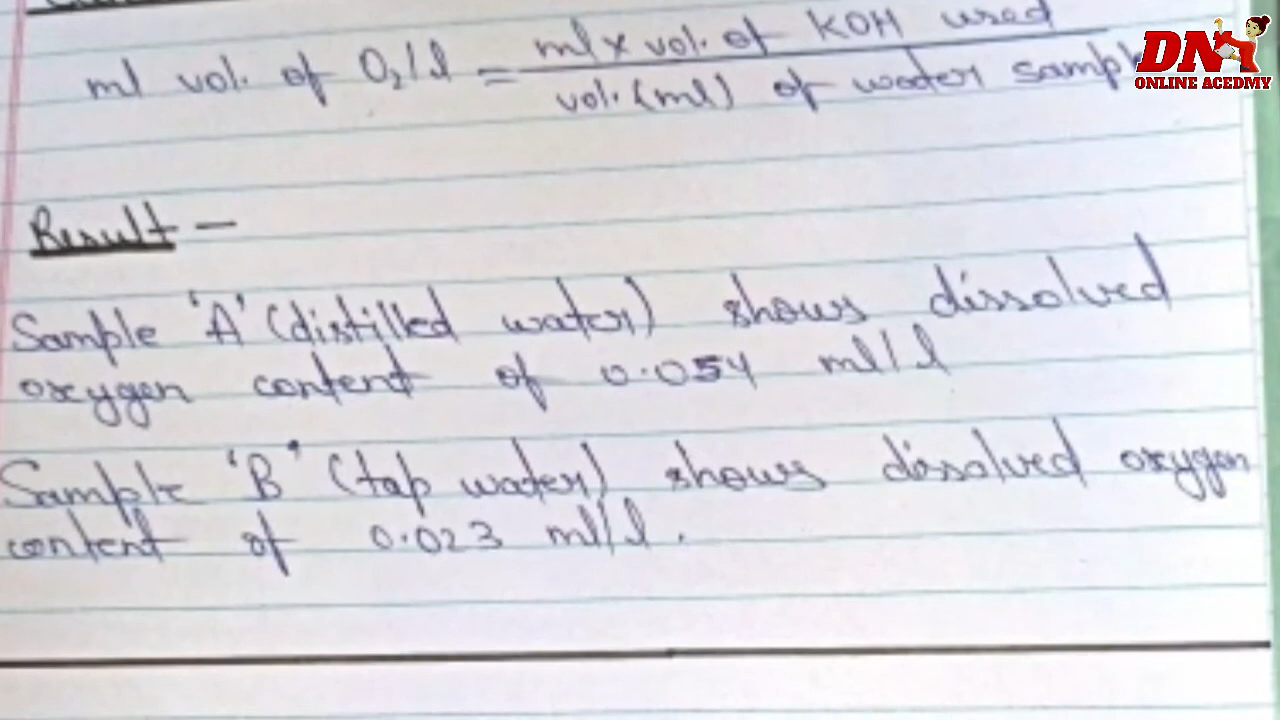 DN
ONLINE ACEDMY
ml vol. of O2/l = ml x vol. of KOH used
vol. (ml) of water sampl
Result -
Sample 'A' (distilled water) shows dissolved
oxygen content of 0.054 ml/l
Sample 'B' (tap water) shows dissolved oxygen
content of 0.023 ml/l.